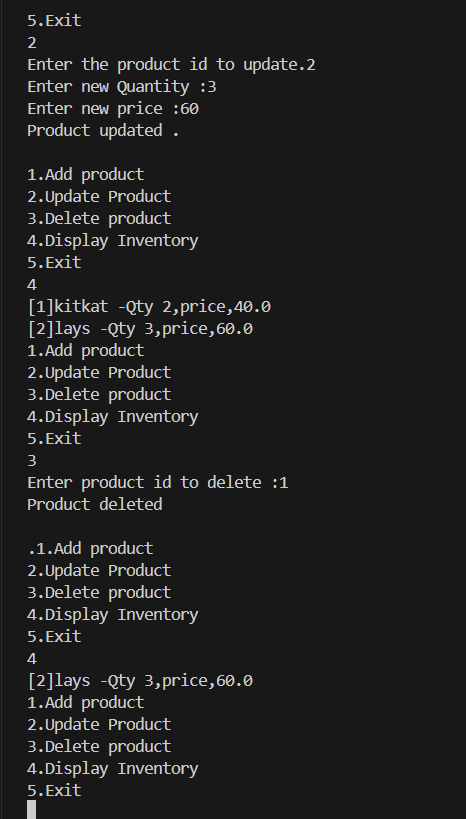 5.Exit
2
Enter the product id to update.2
Enter new Quantity :3
Enter new price :60
Product updated .
1.Add product
2.Update Product
3.Delete product
4.Display Inventory
5.Exit
4
[1]kitkat -Qty 2,price,40.0
[2]lays -Qty 3,price,60.0
1.Add product
2.Update Product
3.Delete product
4.Display Inventory
5.Exit
3
Enter product id to delete :1
Product deleted
.1.Add product
2.Update Product
3.Delete product
4.Display Inventory
5.Exit
4
[2]lays -Qty 3,price,60.0
1.Add product
2.Update Product
3.Delete product
4.Display Inventory
5.Exit